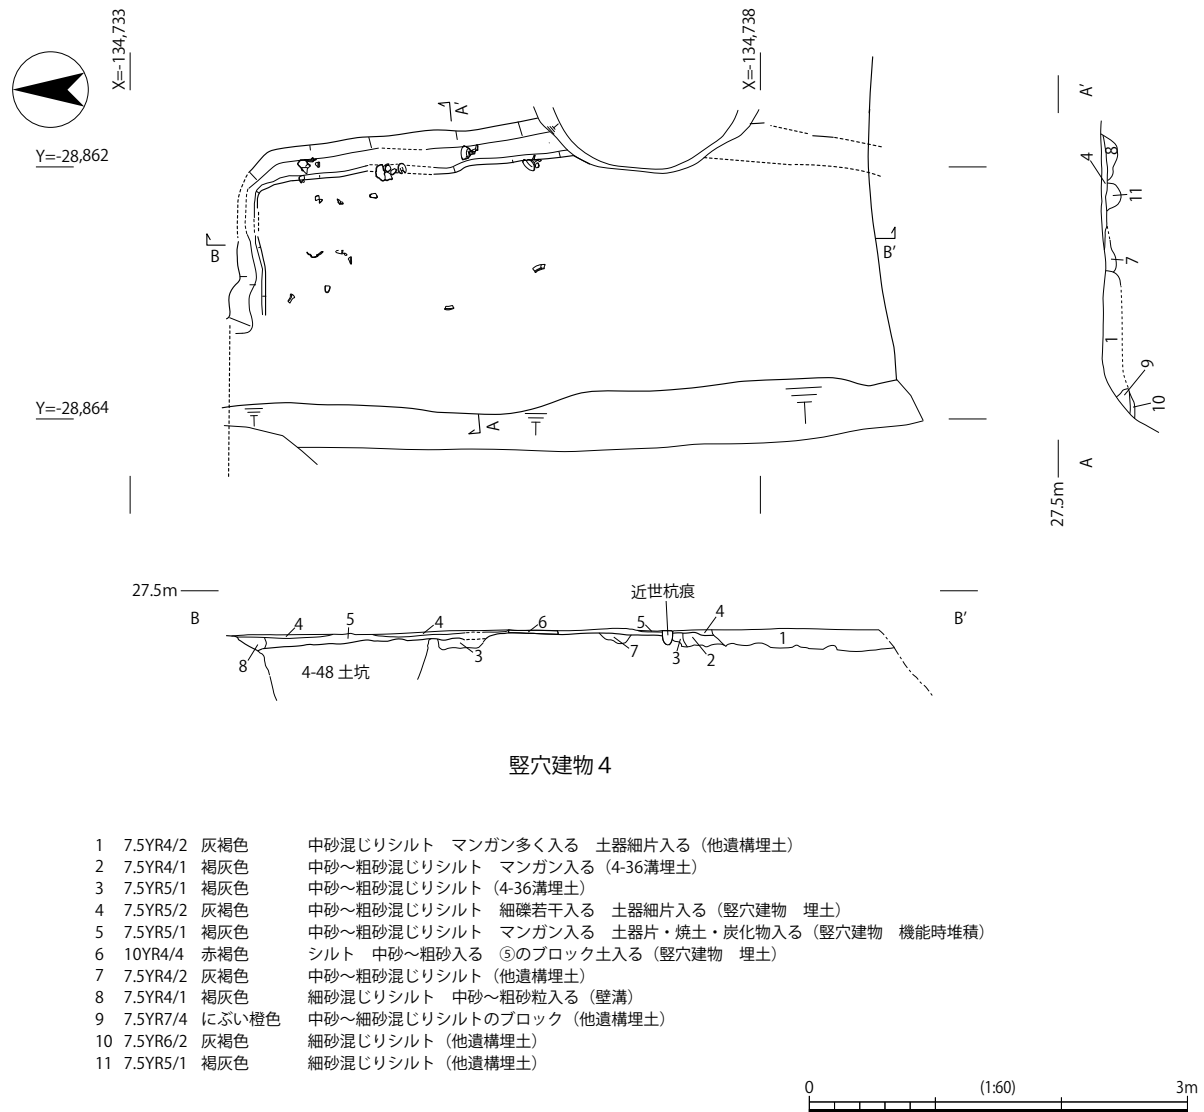 X=-134,733
X=-134,738
A'
A'
Y=-28,862
4
8
11
B
B'
7
1
9
10
Y=-28,864
A
A
27.5m
27.5m
近世杭痕
B
B'
4
5
4
6
5
4
1
8
3
7
3
2
4-48 土坑
竪穴建物 4
1 7.5YR4/2 灰褐色 中砂混じりシルト マンガン多く入る 土器細片入る（他遺構埋土）
2 7.5YR4/1 褐灰色 中砂～粗砂混じりシルト マンガン入る（4-36溝埋土）
3 7.5YR5/1 褐灰色 中砂～粗砂混じりシルト（4-36溝埋土）
4 7.5YR5/2 灰褐色 中砂～粗砂混じりシルト 細礫若干入る 土器細片入る（竪穴建物 埋土）
5 7.5YR5/1 褐灰色 中砂～粗砂混じりシルト マンガン入る 土器片・焼土・炭化物入る（竪穴建物 機能時堆積）
6 10YR4/4 赤褐色 シルト 中砂～粗砂入る ⑤のブロック土入る（竪穴建物 埋土）
7 7.5YR4/2 灰褐色 中砂～粗砂混じりシルト（他遺構埋土）
8 7.5YR4/1 褐灰色 細砂混じりシルト 中砂～粗砂粒入る（壁溝）
9 7.5YR7/4 にぶい橙色 中砂～細砂混じりシルトのブロック（他遺構埋土）
10 7.5YR6/2 灰褐色 細砂混じりシルト（他遺構埋土）
11 7.5YR5/1 褐灰色 細砂混じりシルト（他遺構埋土）
0 (1:60) 3m